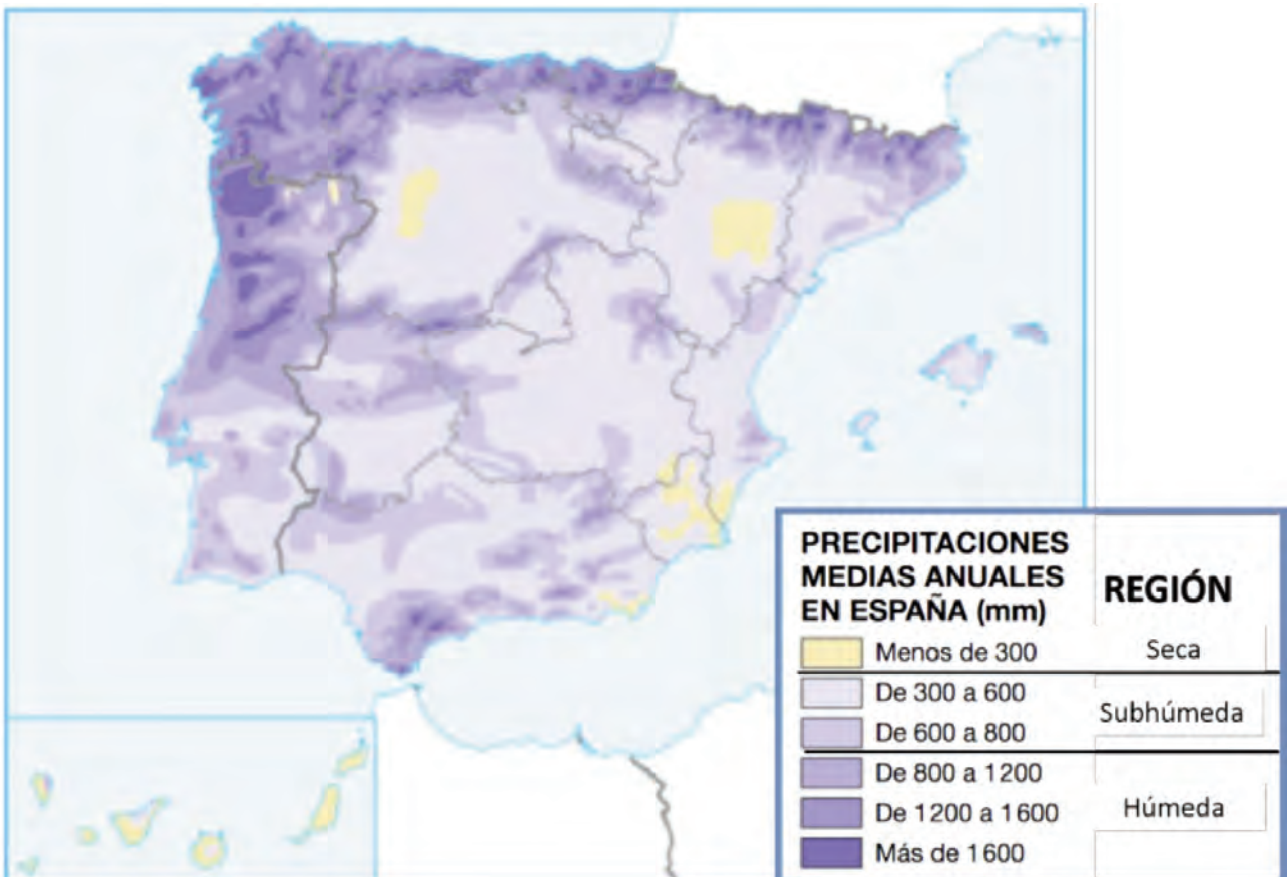 PRECIPITACIONES
MEDIAS ANUALES
EN ESPAÑA (mm)
REGIÓN
Menos de 300
Seca
De 300 a 600
De 600 a 800
Subhúmeda
De 800 a 1200
De 1200 a 1600
Húmeda
Más de 1600